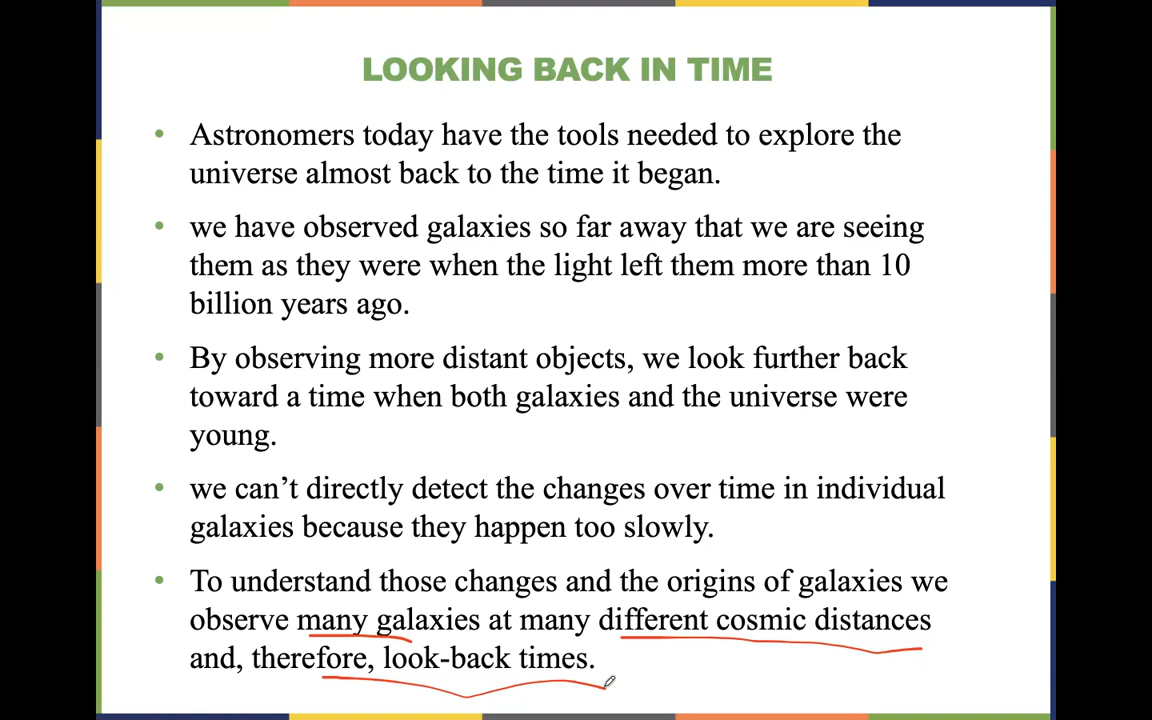 LOOKING BACK IN TIME
• Astronomers today have the tools needed to explore the
universe almost back to the time it began.
• we have observed galaxies so far away that we are seeing
them as they were when the light left them more than 10
billion years ago.
• By observing more distant objects, we look further back
toward a time when both galaxies and the universe were
young.
• we can’t directly detect the changes over time in individual
galaxies because they happen too slowly.
• To understand those changes and the origins of galaxies we
observe many galaxies at many different cosmic distances
and, therefore, look-back times.